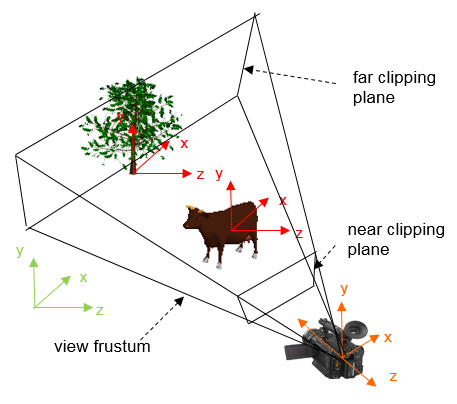 far clipping
plane
y
x
z
y
x
z
near clipping
plane
y
x
z
y
x
z
view frustum